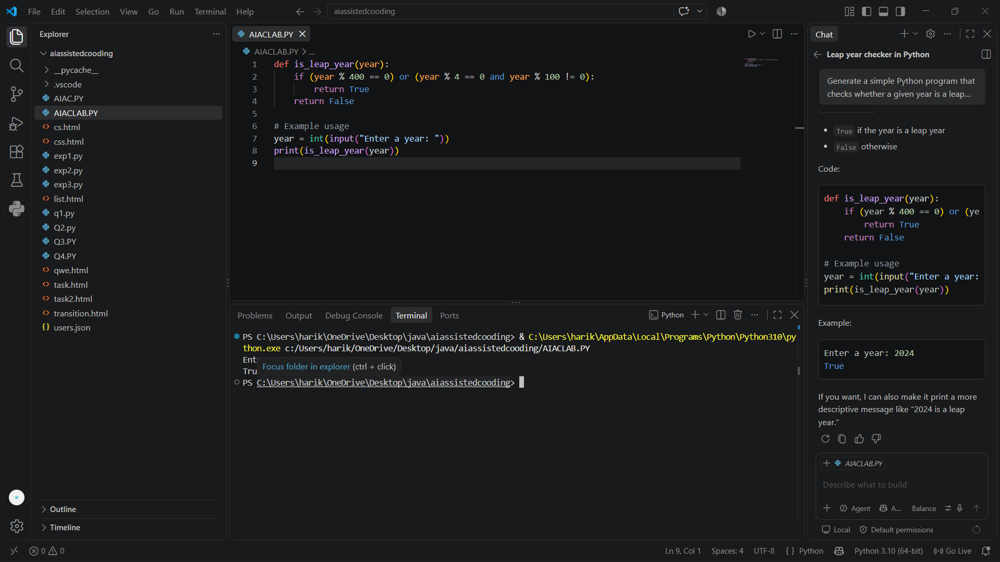 File Edit Selection View Go Run Terminal Help
aiassistedcooding
Explorer
aiassistedcooding
__pycache__
.vscode
AIAC.PY
AIACLAB.PY
cs.html
css.html
exp1.py
exp2.py
exp3.py
list.html
q1.py
Q2.py
Q3.PY
Q4.PY
qwe.html
task.html
task2.html
transition.html
users.json
Outline
Timeline
AIACLAB.PY
AIACLAB.PY > ...
1 def is_leap_year(year):
2 if (year % 400 == 0) or (year % 4 == 0 and year % 100 != 0):
3 return True
4 return False
5
6 # Example usage
7 year = int(input("Enter a year: "))
8 print(is_leap_year(year))
9
Problems Output Debug Console Terminal Ports
Python
PS C:\Users\harik\OneDrive\Desktop\java\aiassistedcooding> & C:\Users\harik\AppData\Local\Programs\Python\Python310\py
thon.exe c:/Users/harik/OneDrive/Desktop/java/aiassistedcooding/AIACLAB.PY
Focus folder in explorer (ctrl + click)
PS C:\Users\harik\OneDrive\Desktop\java\aiassistedcooding>
Chat
Leap year checker in Python
Generate a simple Python program that
checks whether a given year is a leap...
• True if the year is a leap year
• False otherwise
Code:
def is_leap_year(year):
if (year % 400 == 0) or (ye
return True
return False
# Example usage
year = int(input("Enter a year:
print(is_leap_year(year))
Example:
Enter a year: 2024
True
If you want, I can also make it print a more
descriptive message like “2024 is a leap
year.”
AIACLAB.PY
Describe what to build
Agent A... Balance
Local Default permissions
0 0
Ln 9, Col 1 Spaces: 4 UTF-8 { } Python Python 3.10 (64-bit) Go Live